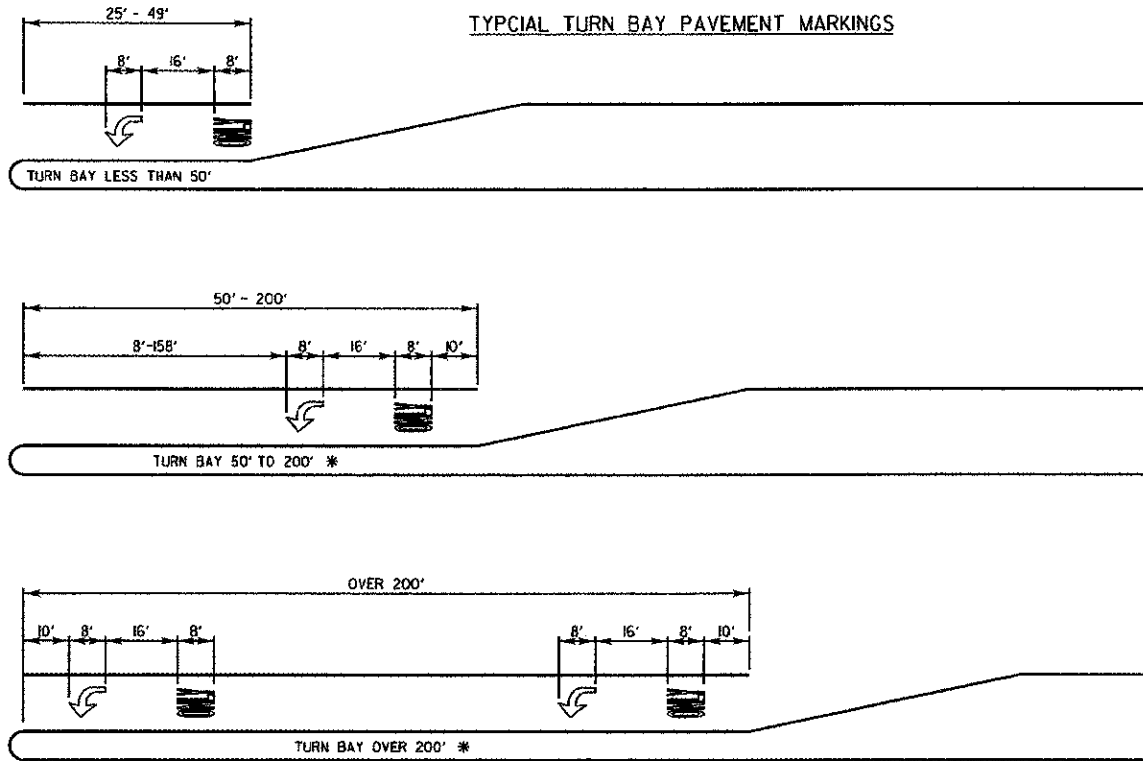 TYPCIAL TURN BAY PAVEMENT MARKINGS
25' - 49'
8' 16' 8'
TURN BAY LESS THAN 50'
50' - 200'
8'-158' 8' 16' 8' 10'
TURN BAY 50' TO 200' *
OVER 200'
10' 8' 16' 8' 8' 16' 8' 10'
TURN BAY OVER 200' *